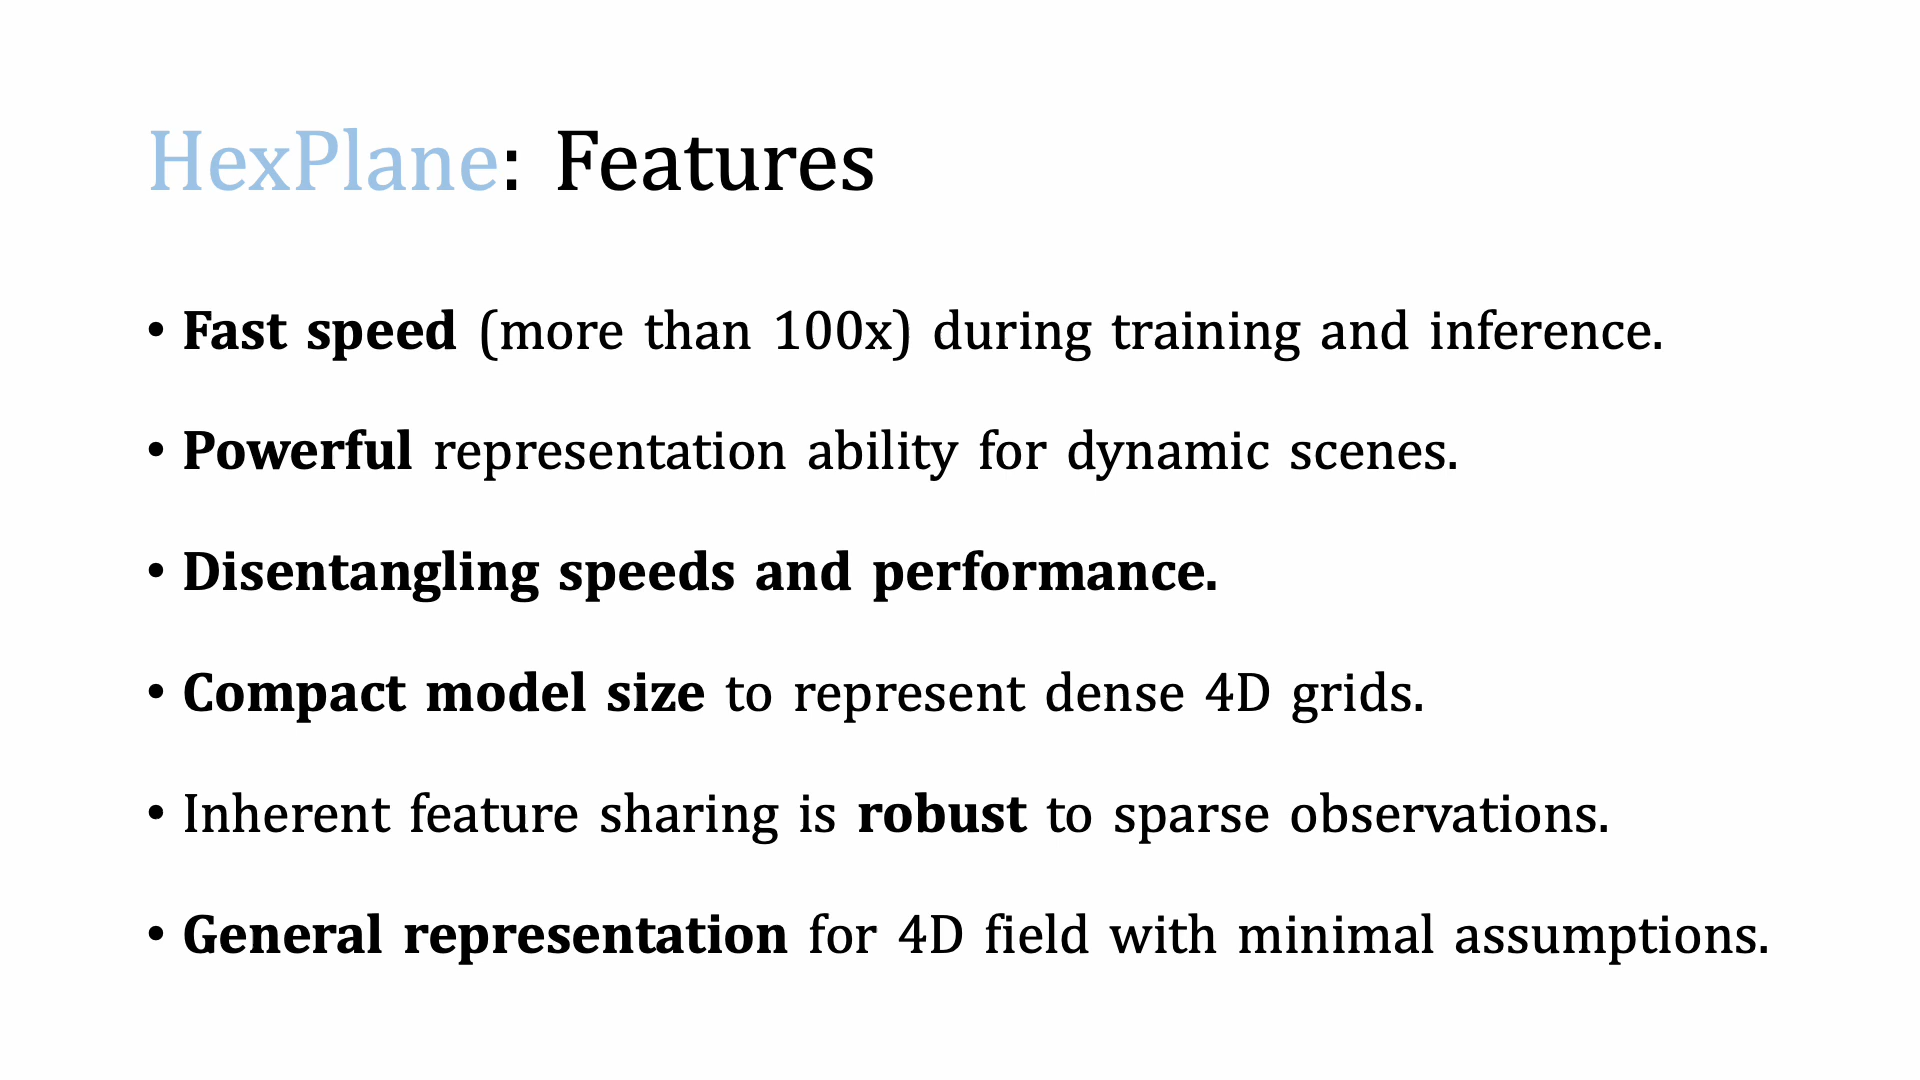 HexPlane: Features
• Fast speed (more than 100x) during training and inference.
• Powerful representation ability for dynamic scenes.
• Disentangling speeds and performance.
• Compact model size to represent dense 4D grids.
• Inherent feature sharing is robust to sparse observations.
• General representation for 4D field with minimal assumptions.